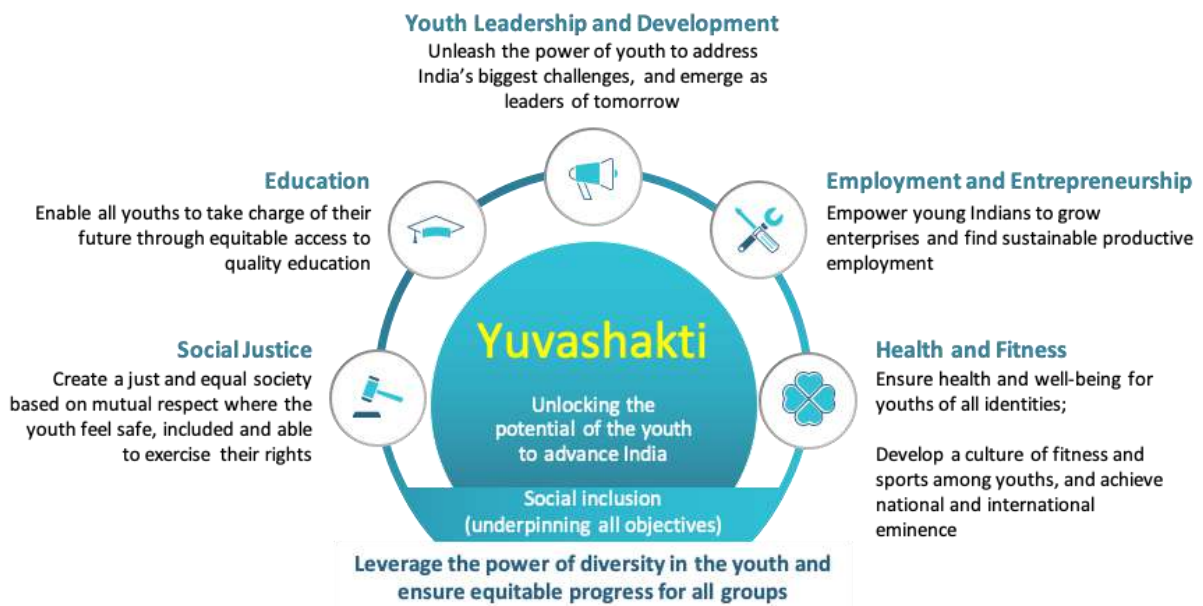 Youth Leadership and Development
Unleash the power of youth to address
India's biggest challenges, and emerge as
leaders of tomorrow
Education
Enable all youths to take charge of their
future through equitable access to
quality education
Employment and Entrepreneurship
Empower young Indians to grow
enterprises and find sustainable productive
employment
Social Justice
Create a just and equal society
based on mutual respect where the
youth feel safe, included and able
to exercise their rights
Yuvashakti
Unlocking the
potential of the youth
to advance India
Health and Fitness
Ensure health and well-being for
youths of all identities;
Develop a culture of fitness and
sports among youths, and achieve
national and international
eminence
Social inclusion
(underpinning all objectives)
Leverage the power of diversity in the youth and
ensure equitable progress for all groups